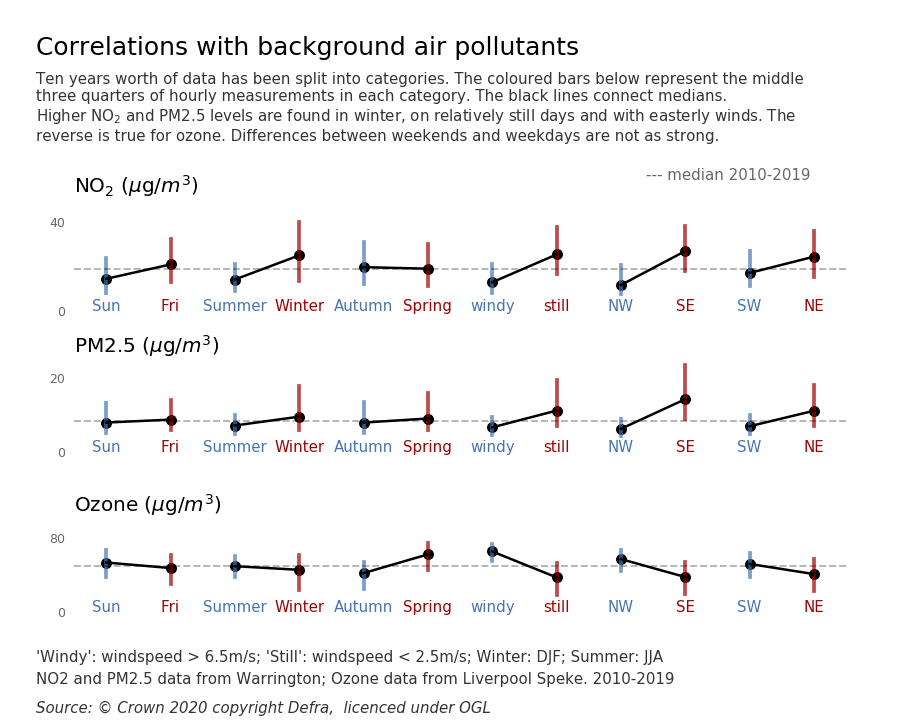 Correlations with background air pollutants
Ten years worth of data has been split into categories. The coloured bars below represent the middle
three quarters of hourly measurements in each category. The black lines connect medians.
Higher NO₂ and PM2.5 levels are found in winter, on relatively still days and with easterly winds. The
reverse is true for ozone. Differences between weekends and weekdays are not as strong.
--- median 2010-2019
NO₂ (μg/m³)
40
0
Sun Fri Summer Winter Autumn Spring windy still NW SE SW NE
PM2.5 (μg/m³)
20
0
Sun Fri Summer Winter Autumn Spring windy still NW SE SW NE
Ozone (μg/m³)
80
0
Sun Fri Summer Winter Autumn Spring windy still NW SE SW NE
'Windy': windspeed > 6.5m/s; 'Still': windspeed < 2.5m/s; Winter: DJF; Summer: JJA
NO2 and PM2.5 data from Warrington; Ozone data from Liverpool Speke. 2010-2019
Source: © Crown 2020 copyright Defra,  licenced under OGL